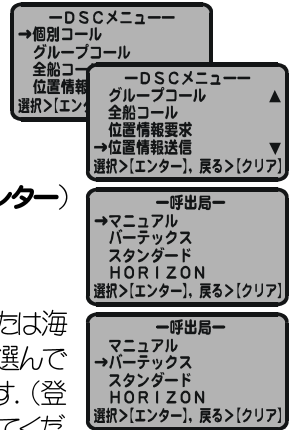 －ＤＳＣメニュー－
→個別コール
グループコール
全船コー
位置情報
選択>[エン
－ＤＳＣメニュー－
グループコール ▲
全船コール
位置情報要求
→位置情報送信 ▼
選択>[エンター], 戻る>[クリア]
ンター）
－呼出局－
→マニュアル
バーテックス
スタンダード
ＨＯＲＩＺＯＮ
選択>[エンター], 戻る>[クリア]
たは海
選んで
す.（登
てくだ
－呼出局－
マニュアル
→バーテックス
スタンダード
ＨＯＲＩＺＯＮ
選択>[エンター], 戻る>[クリア]